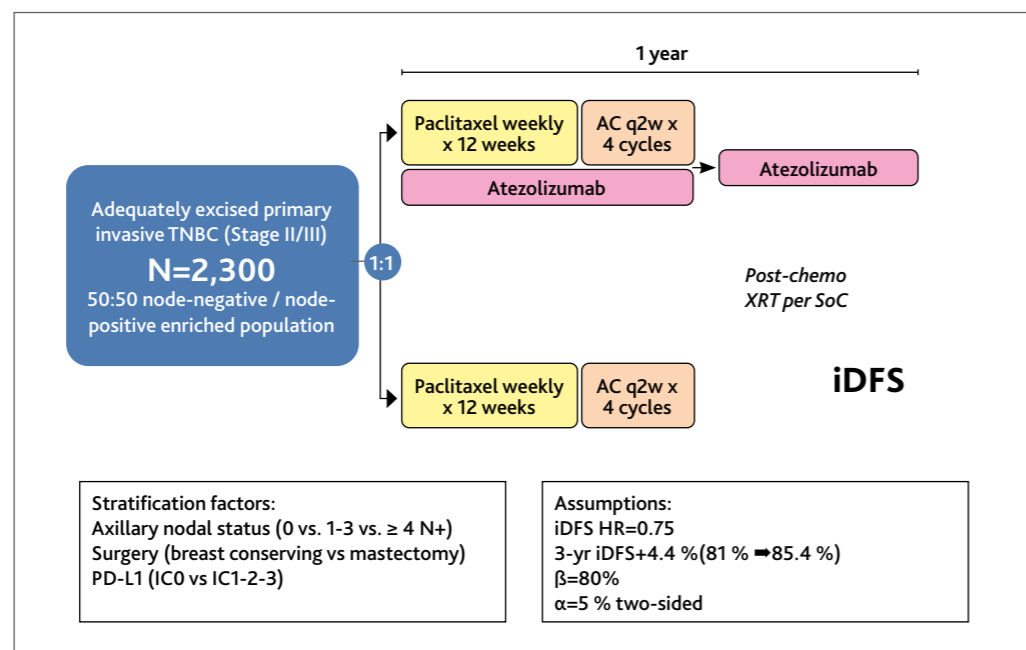 1 year
Paclitaxel weekly
x 12 weeks
AC q2w x
4 cycles
Atezolizumab
Atezolizumab
Adequately excised primary
invasive TNBC (Stage II/III)
N=2,300
50:50 node-negative / node-
positive enriched population
1:1
Post-chemo
XRT per SoC
Paclitaxel weekly
x 12 weeks
AC q2w x
4 cycles
iDFS
Stratification factors:
Axillary nodal status (0 vs. 1-3 vs. ≥ 4 N+)
Surgery (breast conserving vs mastectomy)
PD-L1 (IC0 vs IC1-2-3)
Assumptions:
iDFS HR=0.75
3-yr iDFS+4.4 %(81 % ➡85.4 %)
ß=80%
α=5 % two-sided